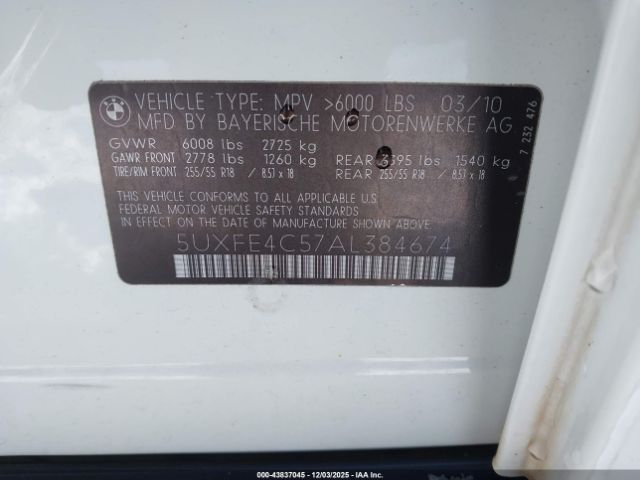 BMW
VEHICLE TYPE: MPV >6000 LBS 03/10
MFD BY BAYERISCHE MOTORENWERKE AG
GVWR 6008 lbs 2725 kg
GAWR FRONT 2778 lbs 1260 kg REAR 3395 lbs 1540 kg
TIRE/RIM FRONT 255/55 R18 / 8.5J x 18 REAR 255/55 R18 / 8.5J x 18
THIS VEHICLE CONFORMS TO ALL APPLICABLE U.S.
FEDERAL MOTOR VEHICLE SAFETY STANDARDS IN
EFFECT ON THE DATE OF MANUFACTURE SHOWN ABOVE.
5UXFE4C57AL384674
7 232 476
© IAA 43837045 - 12/03/2025 - COPART, INC.